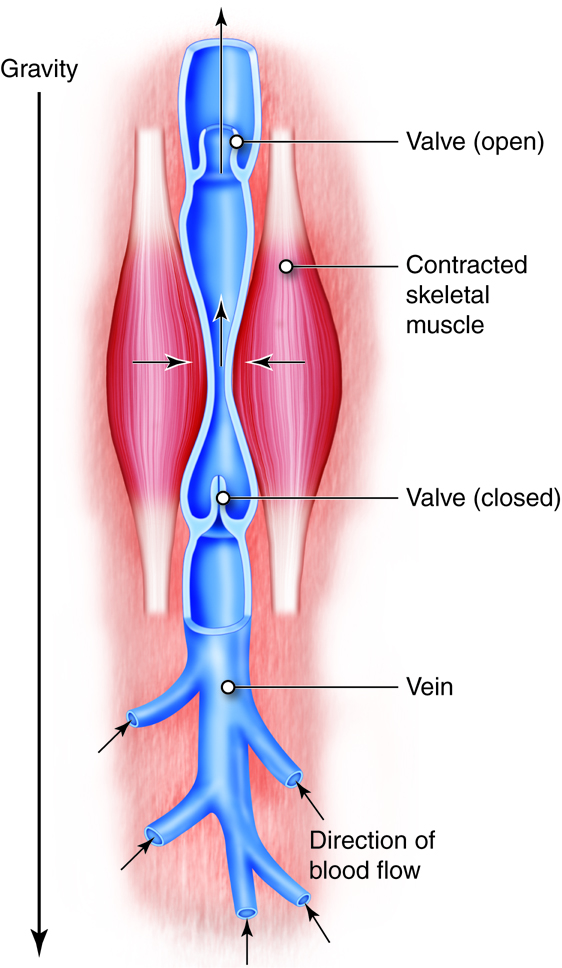 Gravity
Valve (open)
Contracted
skeletal
muscle
Valve (closed)
Vein
Direction of
blood flow